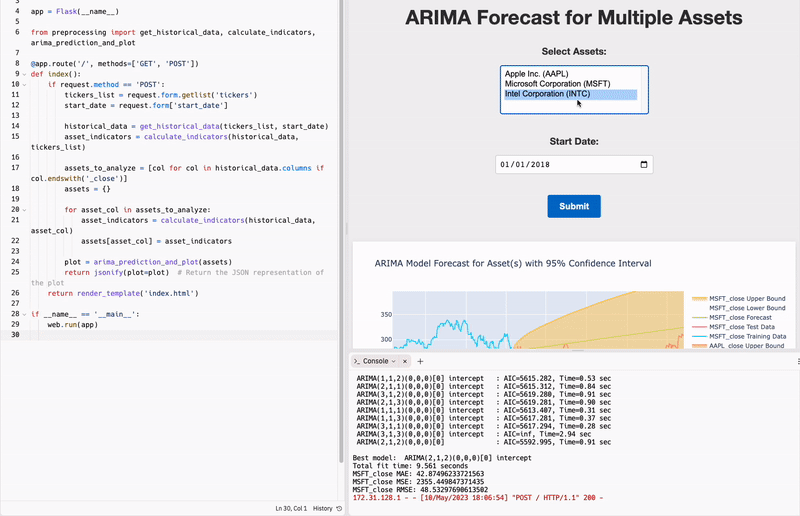 3
4 app = Flask(__name__)
5
6 from preprocessing import get_historical_data, calculate_indicators,
arima_prediction_and_plot
7
8 @app.route('/', methods=['GET', 'POST'])
9 def index():
10 if request.method == 'POST':
11 tickers_list = request.form.getlist('tickers')
12 start_date = request.form['start_date']
13
14 historical_data = get_historical_data(tickers_list, start_date)
15 asset_indicators = calculate_indicators(historical_data,
tickers_list)
16
17 assets_to_analyze = [col for col in historical_data.columns if
col.endswith('_close')]
18 assets = {}
19
20 for asset_col in assets_to_analyze:
21 asset_indicators = calculate_indicators(historical_data,
asset_col)
22 assets[asset_col] = asset_indicators
23
24 plot = arima_prediction_and_plot(assets)
25 return jsonify(plot=plot) # Return the JSON representation of
the plot
26 return render_template('index.html')
27
28 if __name__ == '__main__':
29 web.run(app)
30
Ln 30, Col 1 History
ARIMA Forecast for Multiple Assets
Select Assets:
Apple Inc. (AAPL)
Microsoft Corporation (MSFT)
Intel Corporation (INTC)
Start Date:
01/01/2018
Submit
ARIMA Model Forecast for Asset(s) with 95% Confidence Interval
350
300
MSFT_close Upper Bound
MSFT_close Lower Bound
MSFT_close Forecast
MSFT_close Test Data
MSFT_close Training Data
AAPL_close Upper Bound
>_ Console × +
ARIMA(1,1,2)(0,0,0)[0] intercept : AIC=5615.282, Time=0.53 sec
ARIMA(2,1,1)(0,0,0)[0] intercept : AIC=5615.312, Time=0.84 sec
ARIMA(3,1,2)(0,0,0)[0] intercept : AIC=5619.280, Time=0.91 sec
ARIMA(2,1,3)(0,0,0)[0] intercept : AIC=5619.281, Time=0.90 sec
ARIMA(1,1,1)(0,0,0)[0] intercept : AIC=5613.407, Time=0.31 sec
ARIMA(1,1,3)(0,0,0)[0] intercept : AIC=5617.281, Time=0.37 sec
ARIMA(3,1,1)(0,0,0)[0] intercept : AIC=5617.294, Time=0.28 sec
ARIMA(3,1,3)(0,0,0)[0] intercept : AIC=inf, Time=2.94 sec
ARIMA(2,1,2)(0,0,0)[0] : AIC=5592.995, Time=0.91 sec
Best model: ARIMA(2,1,2)(0,0,0)[0] intercept
Total fit time: 9.561 seconds
MSFT_close MAE: 42.87496233721563
MSFT_close MSE: 2355.449847371435
MSFT_close RMSE: 48.53297690613502
172.31.128.1 - - [10/May/2023 18:06:54] "POST / HTTP/1.1" 200 -